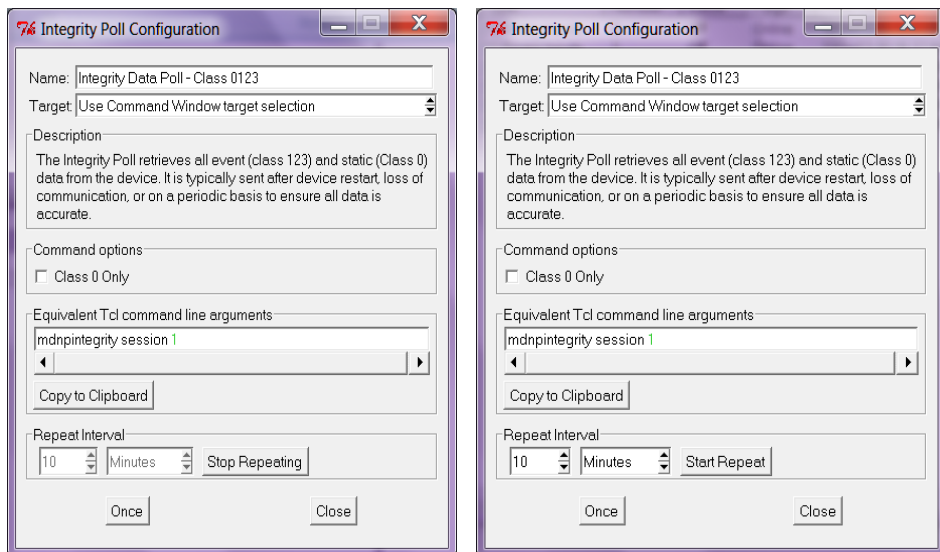 Integrity Poll Configuration
Name: Integrity Data Poll - Class 0123
Target: Use Command Window target selection
Description
The Integrity Poll retrieves all event (class 123) and static (Class 0)
data from the device. It is typically sent after device restart, loss of
communication, or on a periodic basis to ensure all data is
accurate.
Command options
Class 0 Only
Equivalent Tcl command line arguments
mdnpintegrity session 1
Copy to Clipboard
Repeat Interval
10 Minutes Stop Repeating
Once Close
Integrity Poll Configuration
Name: Integrity Data Poll - Class 0123
Target: Use Command Window target selection
Description
The Integrity Poll retrieves all event (class 123) and static (Class 0)
data from the device. It is typically sent after device restart, loss of
communication, or on a periodic basis to ensure all data is
accurate.
Command options
Class 0 Only
Equivalent Tcl command line arguments
mdnpintegrity session 1
Copy to Clipboard
Repeat Interval
10 Minutes Start Repeat
Once Close